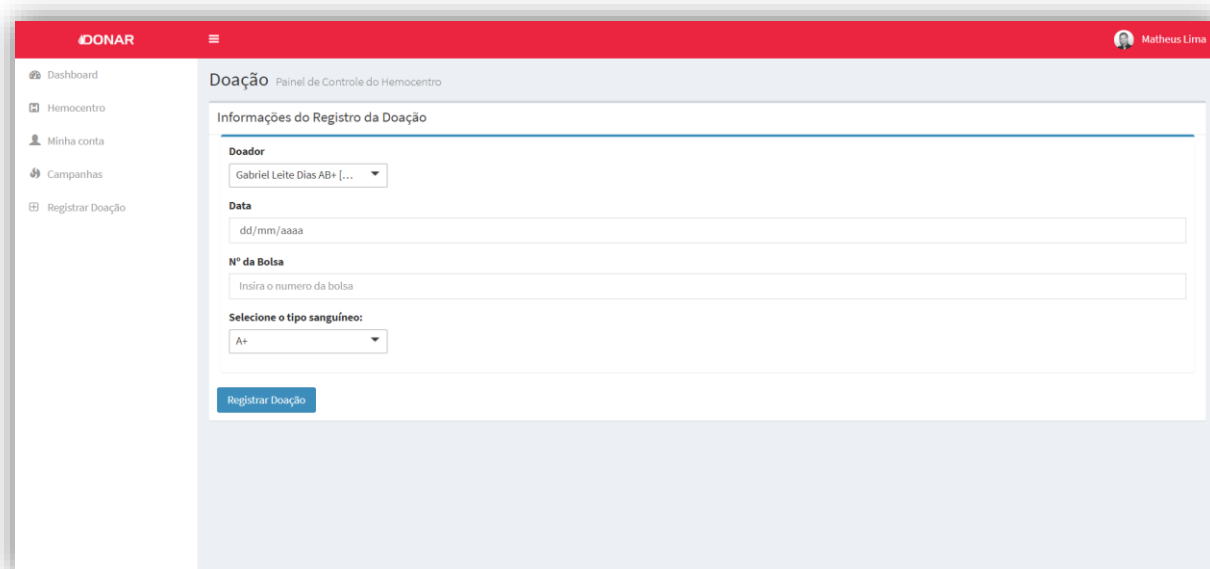 DONAR
Matheus Lima
Dashboard
Hemocentro
Minha conta
Campanhas
Registrar Doação
Doação Painel de Controle do Hemocentro
Informações do Registro da Doação
Doador
Gabriel Leite Dias AB+ [...
Data
dd/mm/aaaa
Nº da Bolsa
Insira o numero da bolsa
Selecione o tipo sanguíneo:
A+
Registrar Doação